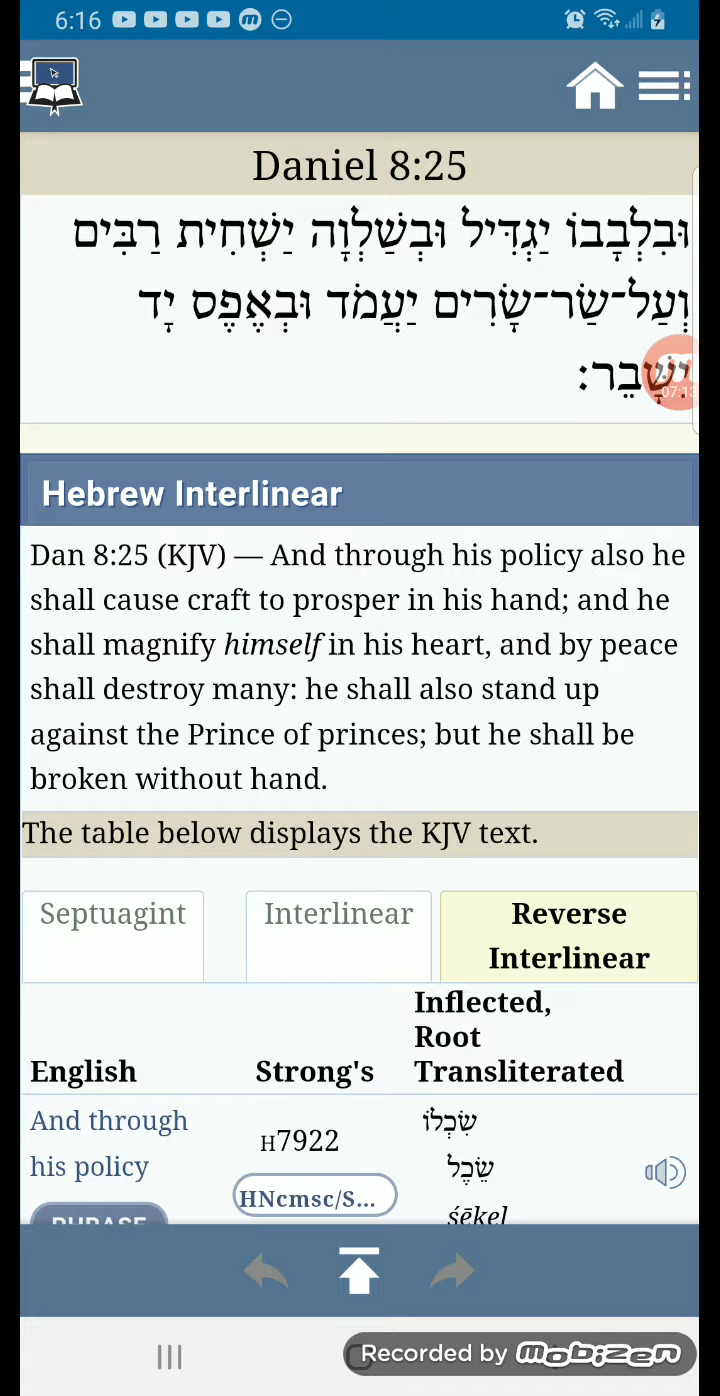 6:16
Daniel 8:25
וּבִלְבָבוֹ יַגְדִּיל וּבְשַׁלְוָה יַשְׁחִית רַבִּים
וְעַל־שַׂר־שָׂרִים יַעֲמֹד וּבְאֶפֶס יָד
יִשָּׁבֵר׃
07:13
Hebrew Interlinear
Dan 8:25 (KJV) — And through his policy also he
shall cause craft to prosper in his hand; and he
shall magnify himself in his heart, and by peace
shall destroy many: he shall also stand up
against the Prince of princes; but he shall be
broken without hand.
The table below displays the KJV text.
Septuagint Interlinear Reverse
Interlinear
Inflected,
Root
English Strong's Transliterated
And through H7922 שִׂכְלוֹ
his policy HNcmsc/S... שֵׂכֶל
PHRASE śēḵel
Recorded by mobizen